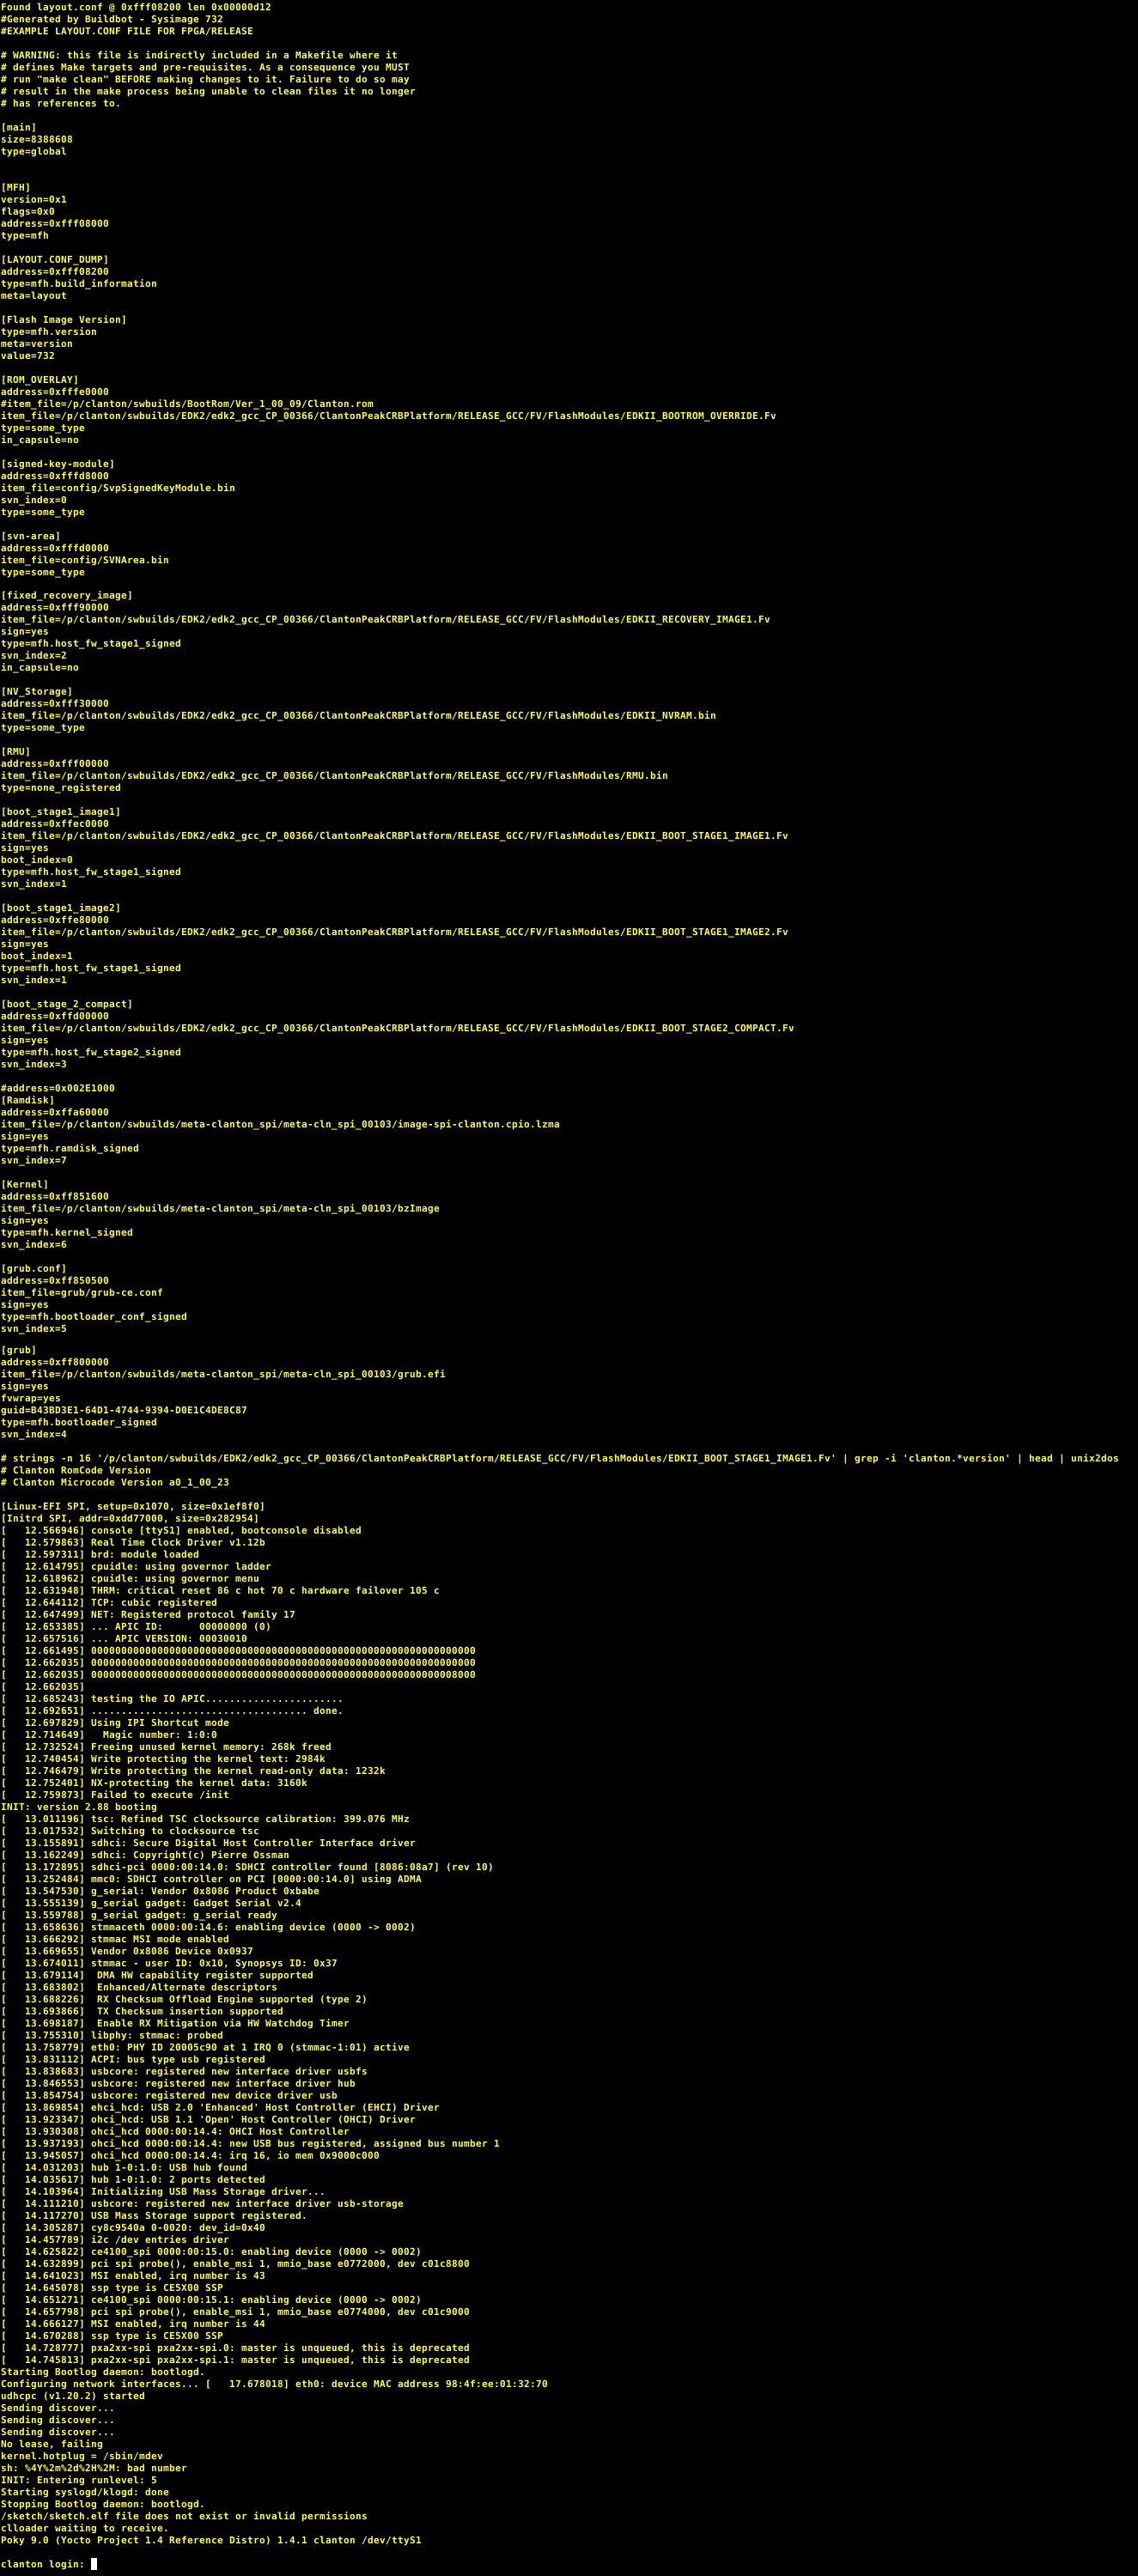 Found layout.conf @ 0xfff08200 len 0x00000d12
#Generated by Buildbot - Sysimage 732
#EXAMPLE LAYOUT.CONF FILE FOR FPGA/RELEASE
# WARNING: this file is indirectly included in a Makefile where it
# defines Make targets and pre-requisites. As a consequence you MUST
# run "make clean" BEFORE making changes to it. Failure to do so may
# result in the make process being unable to clean files it no longer
# has references to.
[main]
size=8388608
type=global
[MFH]
version=0x1
flags=0x0
address=0xfff08000
type=mfh
[LAYOUT.CONF_DUMP]
address=0xfff08200
type=mfh.build_information
meta=layout
[Flash Image Version]
type=mfh.version
meta=version
value=732
[ROM_OVERLAY]
address=0xfffe0000
#item_file=/p/clanton/swbuilds/BootRom/Ver_1_00_09/Clanton.rom
item_file=/p/clanton/swbuilds/EDK2/edk2_gcc_CP_00366/ClantonPeakCRBPlatform/RELEASE_GCC/FV/FlashModules/EDKII_BOOTROM_OVERRIDE.Fv
type=some_type
in_capsule=no
[signed-key-module]
address=0xfffd8000
item_file=config/SvpSignedKeyModule.bin
svn_index=0
type=some_type
[svn-area]
address=0xfffd0000
item_file=config/SVNArea.bin
type=some_type
[fixed_recovery_image]
address=0xfff90000
item_file=/p/clanton/swbuilds/EDK2/edk2_gcc_CP_00366/ClantonPeakCRBPlatform/RELEASE_GCC/FV/FlashModules/EDKII_RECOVERY_IMAGE1.Fv
sign=yes
type=mfh.host_fw_stage1_signed
svn_index=2
in_capsule=no
[NV_Storage]
address=0xfff30000
item_file=/p/clanton/swbuilds/EDK2/edk2_gcc_CP_00366/ClantonPeakCRBPlatform/RELEASE_GCC/FV/FlashModules/EDKII_NVRAM.bin
type=some_type
[RMU]
address=0xfff00000
item_file=/p/clanton/swbuilds/EDK2/edk2_gcc_CP_00366/ClantonPeakCRBPlatform/RELEASE_GCC/FV/FlashModules/RMU.bin
type=none_registered
[boot_stage1_image1]
address=0xffec0000
item_file=/p/clanton/swbuilds/EDK2/edk2_gcc_CP_00366/ClantonPeakCRBPlatform/RELEASE_GCC/FV/FlashModules/EDKII_BOOT_STAGE1_IMAGE1.Fv
sign=yes
boot_index=0
type=mfh.host_fw_stage1_signed
svn_index=1
[boot_stage1_image2]
address=0xffe80000
item_file=/p/clanton/swbuilds/EDK2/edk2_gcc_CP_00366/ClantonPeakCRBPlatform/RELEASE_GCC/FV/FlashModules/EDKII_BOOT_STAGE1_IMAGE2.Fv
sign=yes
boot_index=1
type=mfh.host_fw_stage1_signed
svn_index=1
[boot_stage_2_compact]
address=0xffd00000
item_file=/p/clanton/swbuilds/EDK2/edk2_gcc_CP_00366/ClantonPeakCRBPlatform/RELEASE_GCC/FV/FlashModules/EDKII_BOOT_STAGE2_COMPACT.Fv
sign=yes
type=mfh.host_fw_stage2_signed
svn_index=3
#address=0x002E1000
[Ramdisk]
address=0xffa60000
item_file=/p/clanton/swbuilds/meta-clanton_spi/meta-cln_spi_00103/image-spi-clanton.cpio.lzma
sign=yes
type=mfh.ramdisk_signed
svn_index=7
[Kernel]
address=0xff851600
item_file=/p/clanton/swbuilds/meta-clanton_spi/meta-cln_spi_00103/bzImage
sign=yes
type=mfh.kernel_signed
svn_index=6
[grub.conf]
address=0xff850500
item_file=grub/grub-ce.conf
sign=yes
type=mfh.bootloader_conf_signed
svn_index=5
[grub]
address=0xff800000
item_file=/p/clanton/swbuilds/meta-clanton_spi/meta-cln_spi_00103/grub.efi
sign=yes
fvwrap=yes
guid=B43BD3E1-64D1-4744-9394-D0E1C4DE8C87
type=mfh.bootloader_signed
svn_index=4
# strings -n 16 '/p/clanton/swbuilds/EDK2/edk2_gcc_CP_00366/ClantonPeakCRBPlatform/RELEASE_GCC/FV/FlashModules/EDKII_BOOT_STAGE1_IMAGE1.Fv' | grep -i 'clanton.*version' | head | unix2dos
# Clanton RomCode Version
# Clanton Microcode Version a0_1_00_23
[Linux-EFI SPI, setup=0x1070, size=0x1ef8f0]
[Initrd SPI, addr=0xdd77000, size=0x282954]
[   12.566946] console [ttyS1] enabled, bootconsole disabled
[   12.579863] Real Time Clock Driver v1.12b
[   12.597311] brd: module loaded
[   12.614795] cpuidle: using governor ladder
[   12.618962] cpuidle: using governor menu
[   12.631948] THRM: critical reset 86 c hot 70 c hardware failover 105 c
[   12.644112] TCP: cubic registered
[   12.647499] NET: Registered protocol family 17
[   12.653385] ... APIC ID:      00000000 (0)
[   12.657516] ... APIC VERSION: 00030010
[   12.661495] 0000000000000000000000000000000000000000000000000000000000000000
[   12.662035] 0000000000000000000000000000000000000000000000000000000000000000
[   12.662035] 0000000000000000000000000000000000000000000000000000000000008000
[   12.662035]
[   12.685243] testing the IO APIC.......................
[   12.692651] .................................... done.
[   12.697829] Using IPI Shortcut mode
[   12.714649]   Magic number: 1:0:0
[   12.732524] Freeing unused kernel memory: 268k freed
[   12.740454] Write protecting the kernel text: 2984k
[   12.746479] Write protecting the kernel read-only data: 1232k
[   12.752401] NX-protecting the kernel data: 3160k
[   12.759873] Failed to execute /init
INIT: version 2.88 booting
[   13.011196] tsc: Refined TSC clocksource calibration: 399.076 MHz
[   13.017532] Switching to clocksource tsc
[   13.155891] sdhci: Secure Digital Host Controller Interface driver
[   13.162249] sdhci: Copyright(c) Pierre Ossman
[   13.172895] sdhci-pci 0000:00:14.0: SDHCI controller found [8086:08a7] (rev 10)
[   13.252484] mmc0: SDHCI controller on PCI [0000:00:14.0] using ADMA
[   13.547530] g_serial: Vendor 0x8086 Product 0xbabe
[   13.555139] g_serial gadget: Gadget Serial v2.4
[   13.559788] g_serial gadget: g_serial ready
[   13.658636] stmmaceth 0000:00:14.6: enabling device (0000 -> 0002)
[   13.666292] stmmac MSI mode enabled
[   13.669655] Vendor 0x8086 Device 0x0937
[   13.674011] stmmac - user ID: 0x10, Synopsys ID: 0x37
[   13.679114]  DMA HW capability register supported
[   13.683802]  Enhanced/Alternate descriptors
[   13.688226]  RX Checksum Offload Engine supported (type 2)
[   13.693866]  TX Checksum insertion supported
[   13.698187]  Enable RX Mitigation via HW Watchdog Timer
[   13.755310] libphy: stmmac: probed
[   13.758779] eth0: PHY ID 20005c90 at 1 IRQ 0 (stmmac-1:01) active
[   13.831112] ACPI: bus type usb registered
[   13.838683] usbcore: registered new interface driver usbfs
[   13.846553] usbcore: registered new interface driver hub
[   13.854754] usbcore: registered new device driver usb
[   13.869854] ehci_hcd: USB 2.0 'Enhanced' Host Controller (EHCI) Driver
[   13.923347] ohci_hcd: USB 1.1 'Open' Host Controller (OHCI) Driver
[   13.930308] ohci_hcd 0000:00:14.4: OHCI Host Controller
[   13.937193] ohci_hcd 0000:00:14.4: new USB bus registered, assigned bus number 1
[   13.945057] ohci_hcd 0000:00:14.4: irq 16, io mem 0x9000c000
[   14.031203] hub 1-0:1.0: USB hub found
[   14.035617] hub 1-0:1.0: 2 ports detected
[   14.103964] Initializing USB Mass Storage driver...
[   14.111210] usbcore: registered new interface driver usb-storage
[   14.117270] USB Mass Storage support registered.
[   14.305287] cy8c9540a 0-0020: dev_id=0x40
[   14.457789] i2c /dev entries driver
[   14.625822] ce4100_spi 0000:00:15.0: enabling device (0000 -> 0002)
[   14.632899] pci spi probe(), enable_msi 1, mmio_base e0772000, dev c01c8800
[   14.641023] MSI enabled, irq number is 43
[   14.645078] ssp type is CE5X00 SSP
[   14.651271] ce4100_spi 0000:00:15.1: enabling device (0000 -> 0002)
[   14.657798] pci spi probe(), enable_msi 1, mmio_base e0774000, dev c01c9000
[   14.666127] MSI enabled, irq number is 44
[   14.670288] ssp type is CE5X00 SSP
[   14.728777] pxa2xx-spi pxa2xx-spi.0: master is unqueued, this is deprecated
[   14.745813] pxa2xx-spi pxa2xx-spi.1: master is unqueued, this is deprecated
Starting Bootlog daemon: bootlogd.
Configuring network interfaces... [   17.678018] eth0: device MAC address 98:4f:ee:01:32:70
udhcpc (v1.20.2) started
Sending discover...
Sending discover...
Sending discover...
No lease, failing
kernel.hotplug = /sbin/mdev
sh: %4Y%2m%2d%2H%2M: bad number
INIT: Entering runlevel: 5
Starting syslogd/klogd: done
Stopping Bootlog daemon: bootlogd.
/sketch/sketch.elf file does not exist or invalid permissions
clloader waiting to receive.
Poky 9.0 (Yocto Project 1.4 Reference Distro) 1.4.1 clanton /dev/ttyS1
clanton login: